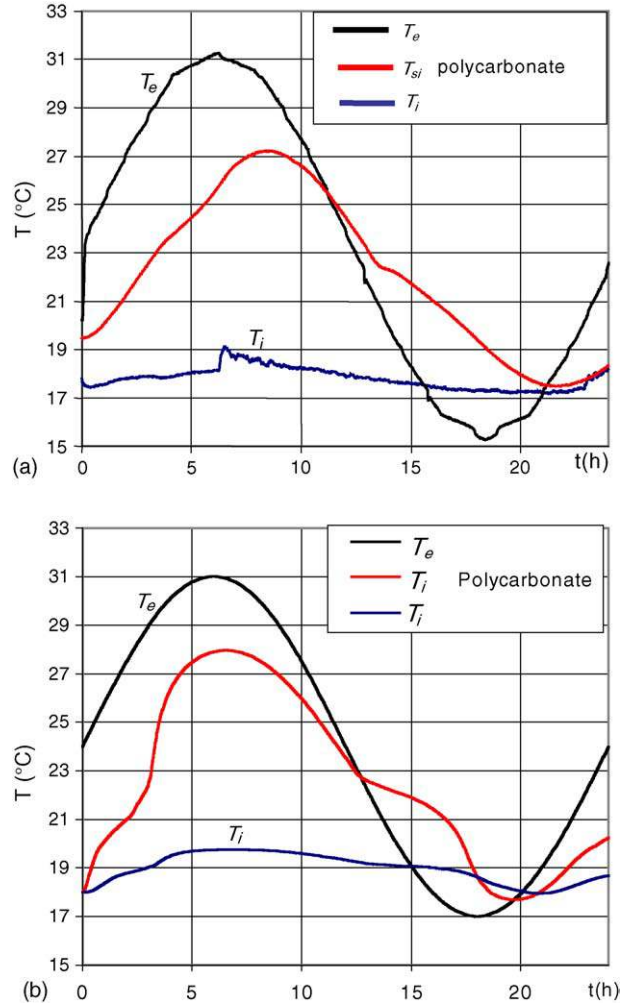 33
31
29
27
25
23
21
19
17
15
T (°C)
T_e
T_si polycarbonate
T_i
T_e
T_i
(a)
0
5
10
15
20
t(h)
33
31
29
27
25
23
21
19
17
15
T (°C)
T_e
T_i Polycarbonate
T_i
T_e
T_i
(b)
0
5
10
15
20
t(h)